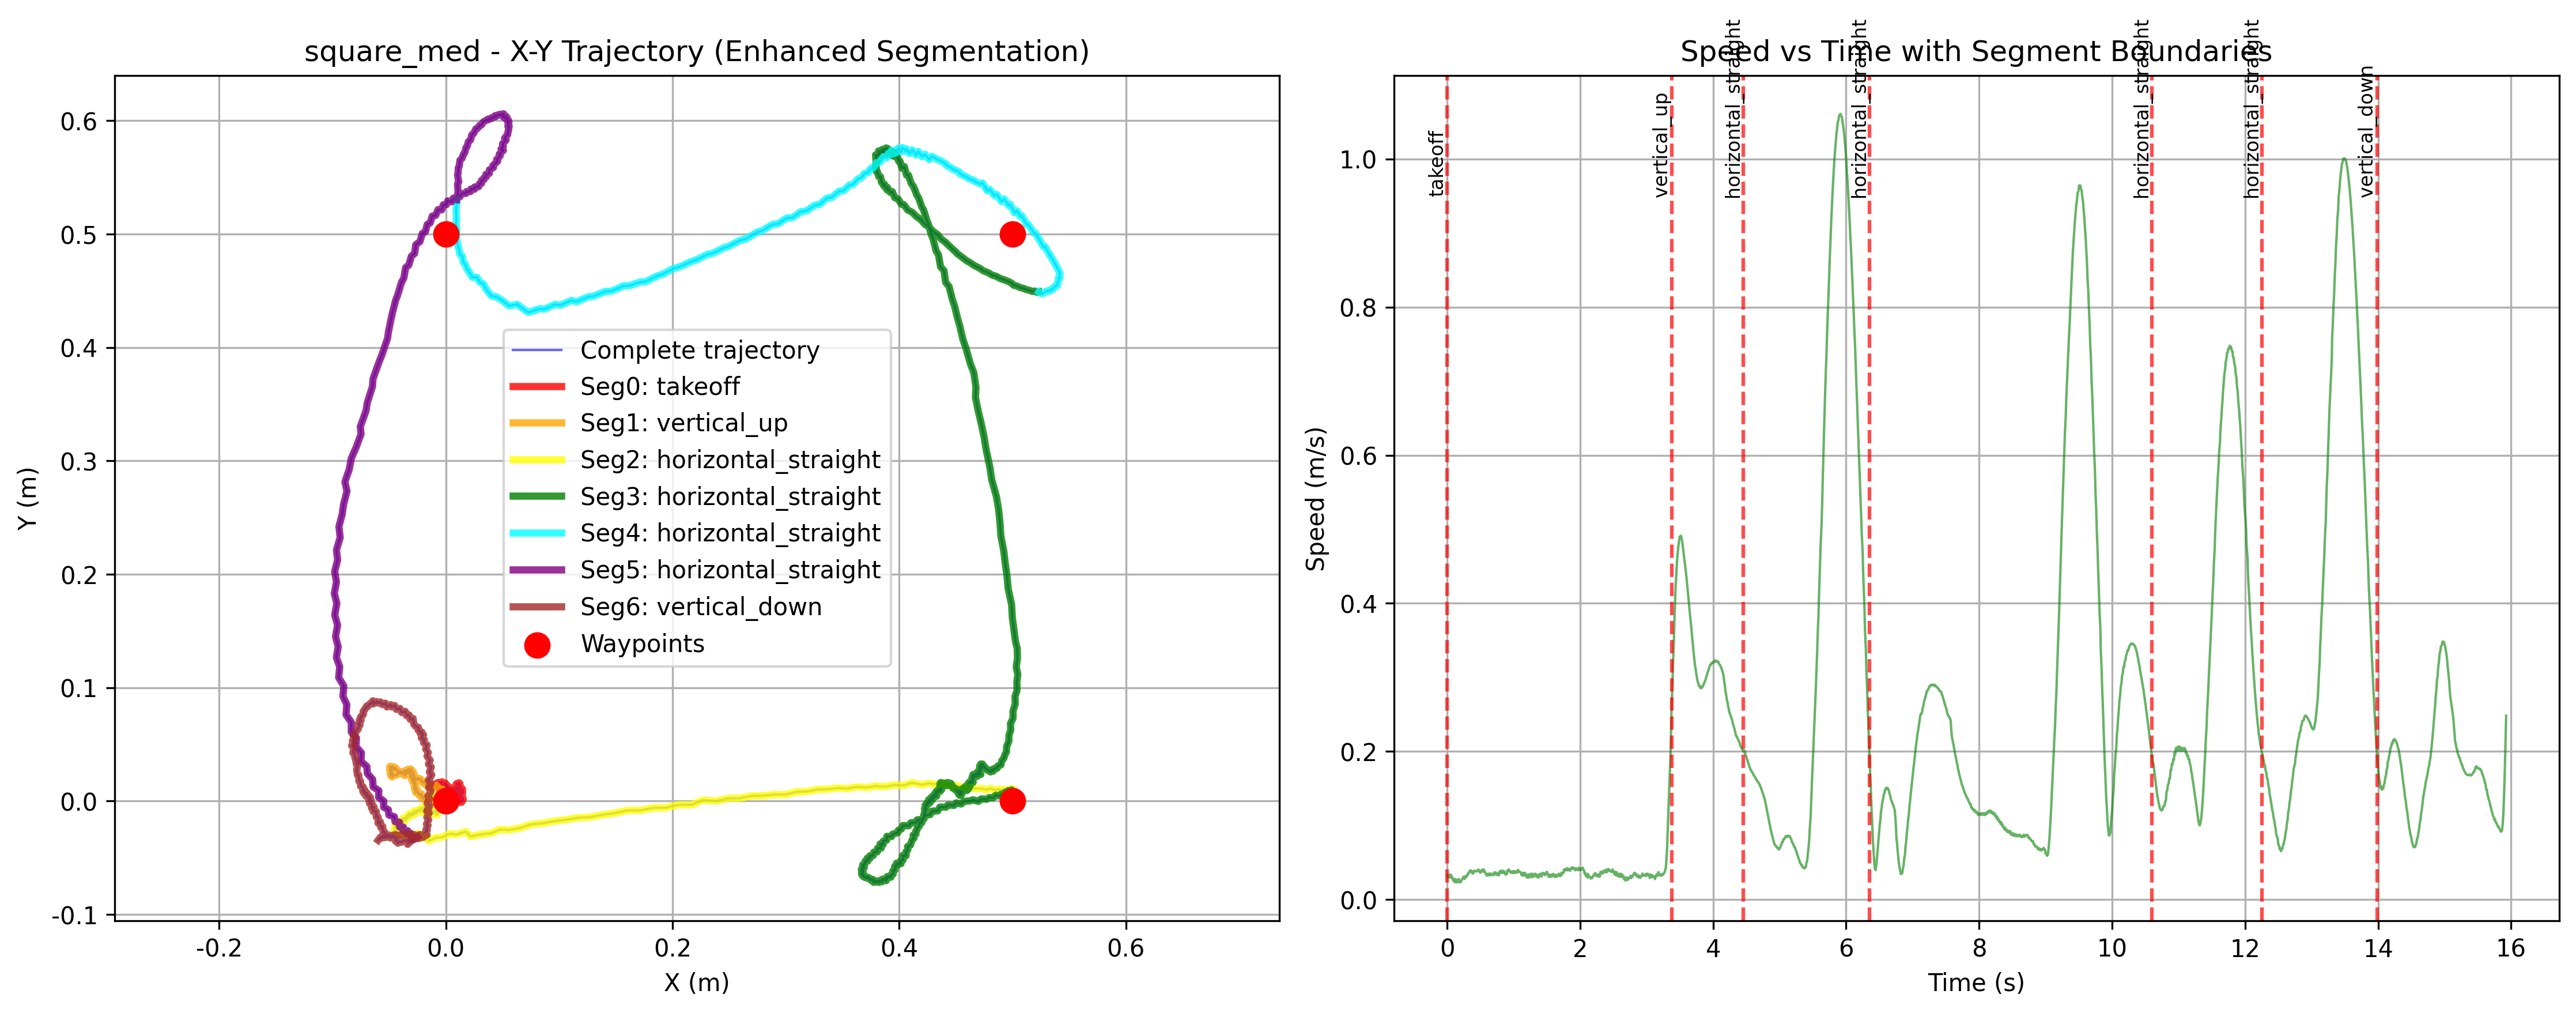 square_med - X-Y Trajectory (Enhanced Segmentation)
Y (m)
0.6
0.5
0.4
0.3
0.2
0.1
0.0
-0.1
-0.2
0.0
0.2
0.4
0.6
X (m)
Complete trajectory
Seg0: takeoff
Seg1: vertical_up
Seg2: horizontal_straight
Seg3: horizontal_straight
Seg4: horizontal_straight
Seg5: horizontal_straight
Seg6: vertical_down
Waypoints
Speed vs Time with Segment Boundaries
Speed (m/s)
1.0
0.8
0.6
0.4
0.2
0.0
takeoff
vertical_up
horizontal_straight
horizontal_straight
horizontal_straight
horizontal_straight
vertical_down
0
2
4
6
8
10
12
14
16
Time (s)